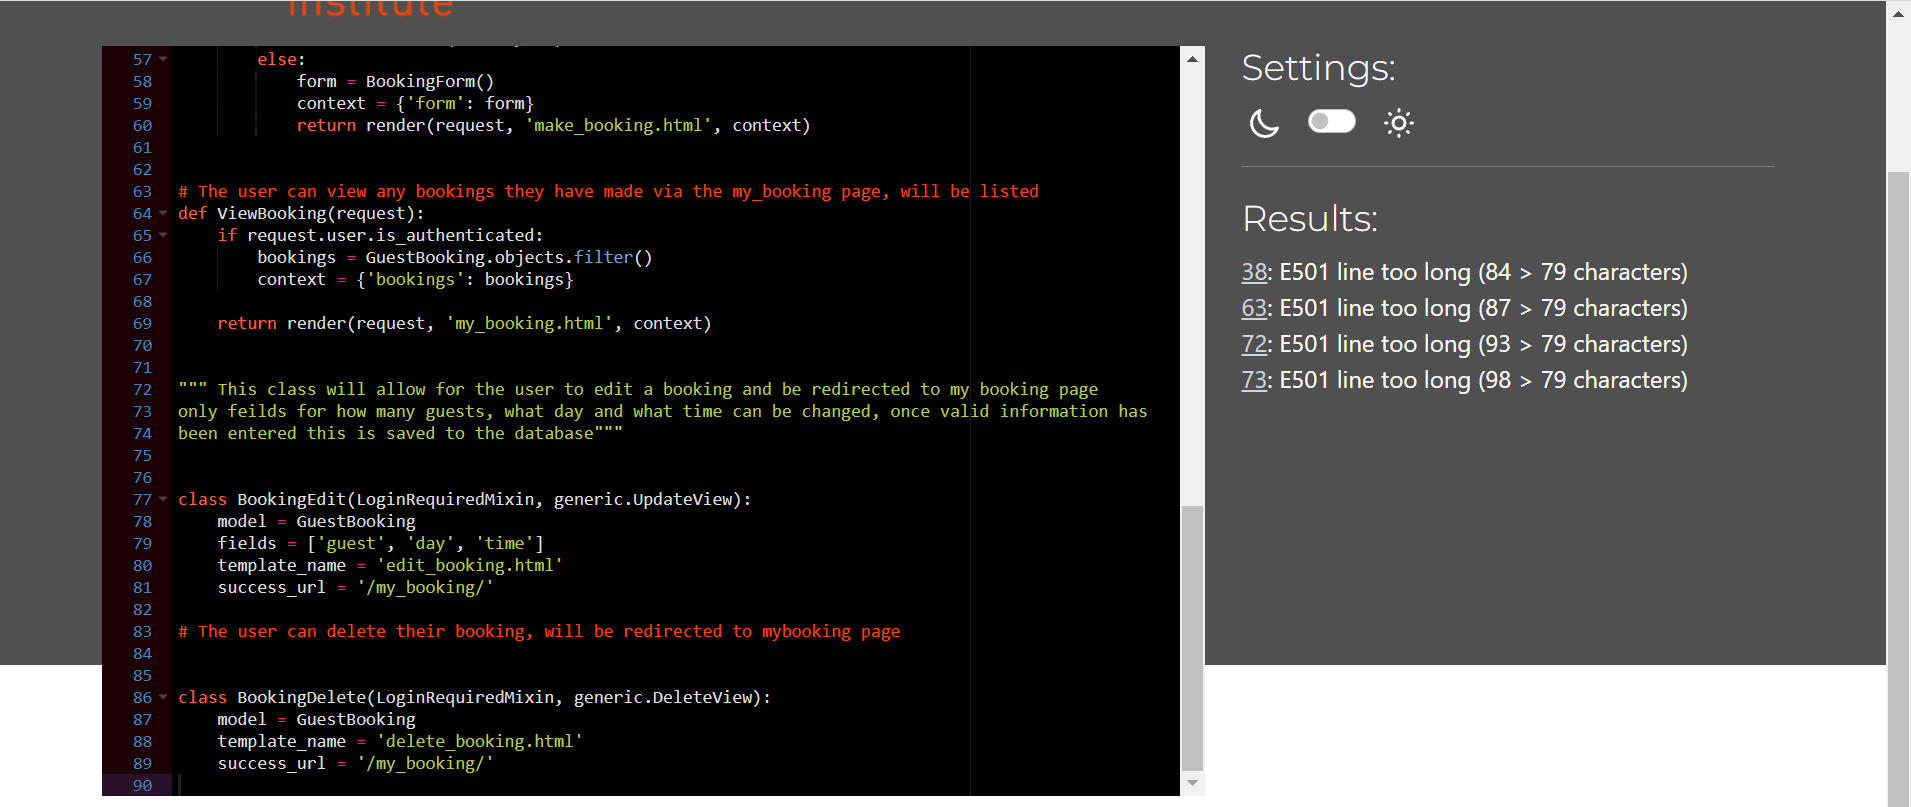 institute
57 else:
58 form = BookingForm()
59 context = {'form': form}
60 return render(request, 'make_booking.html', context)
61
62
63 # The user can view any bookings they have made via the my_booking page, will be listed
64 def ViewBooking(request):
65 if request.user.is_authenticated:
66 bookings = GuestBooking.objects.filter()
67 context = {'bookings': bookings}
68
69 return render(request, 'my_booking.html', context)
70
71
72 """ This class will allow for the user to edit a booking and be redirected to my booking page
73 only feilds for how many guests, what day and what time can be changed, once valid information has
74 been entered this is saved to the database"""
75
76
77 class BookingEdit(LoginRequiredMixin, generic.UpdateView):
78 model = GuestBooking
79 fields = ['guest', 'day', 'time']
80 template_name = 'edit_booking.html'
81 success_url = '/my_booking/'
82
83 # The user can delete their booking, will be redirected to mybooking page
84
85
86 class BookingDelete(LoginRequiredMixin, generic.DeleteView):
87 model = GuestBooking
88 template_name = 'delete_booking.html'
89 success_url = '/my_booking/'
90
Settings:
Results:
38: E501 line too long (84 > 79 characters)
63: E501 line too long (87 > 79 characters)
72: E501 line too long (93 > 79 characters)
73: E501 line too long (98 > 79 characters)